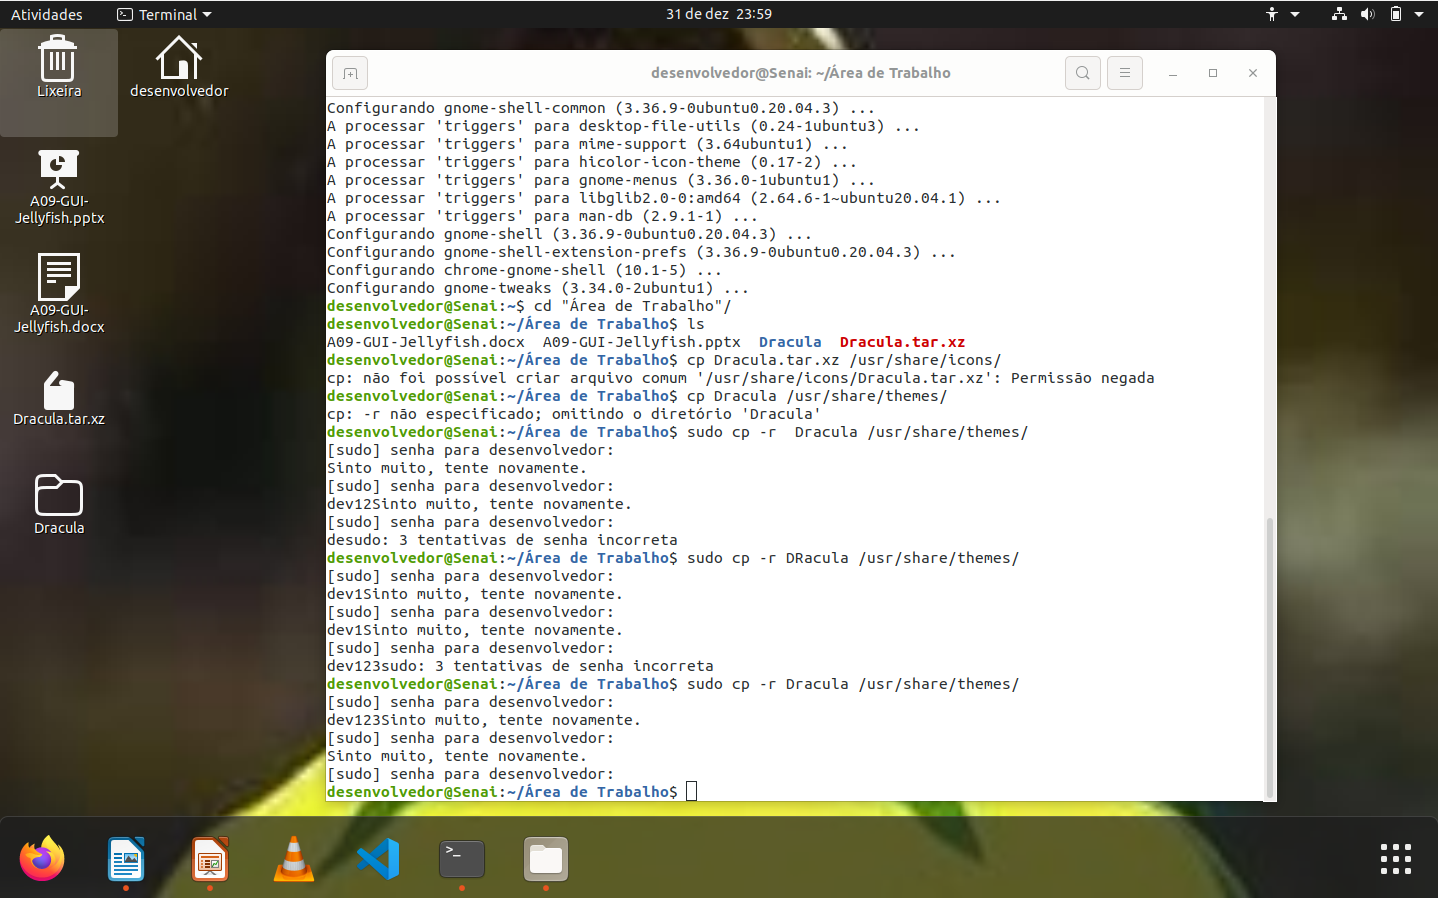 Atividades
Terminal
31 de dez 23:59
Lixeira
desenvolvedor
A09-GUI-
Jellyfish.pptx
A09-GUI-
Jellyfish.docx
Dracula.tar.xz
Dracula
desenvolvedor@Senai: ~/Área de Trabalho
Configurando gnome-shell-common (3.36.9-0ubuntu0.20.04.3) ...
A processar 'triggers' para desktop-file-utils (0.24-1ubuntu3) ...
A processar 'triggers' para mime-support (3.64ubuntu1) ...
A processar 'triggers' para hicolor-icon-theme (0.17-2) ...
A processar 'triggers' para gnome-menus (3.36.0-1ubuntu1) ...
A processar 'triggers' para libglib2.0-0:amd64 (2.64.6-1~ubuntu20.04.1) ...
A processar 'triggers' para man-db (2.9.1-1) ...
Configurando gnome-shell (3.36.9-0ubuntu0.20.04.3) ...
Configurando gnome-shell-extension-prefs (3.36.9-0ubuntu0.20.04.3) ...
Configurando chrome-gnome-shell (10.1-5) ...
Configurando gnome-tweaks (3.34.0-2ubuntu1) ...
desenvolvedor@Senai:~$ cd "Área de Trabalho"/
desenvolvedor@Senai:~/Área de Trabalho$ ls
A09-GUI-Jellyfish.docx  A09-GUI-Jellyfish.pptx  Dracula  Dracula.tar.xz
desenvolvedor@Senai:~/Área de Trabalho$ cp Dracula.tar.xz /usr/share/icons/
cp: não foi possível criar arquivo comum '/usr/share/icons/Dracula.tar.xz': Permissão negada
desenvolvedor@Senai:~/Área de Trabalho$ cp Dracula /usr/share/themes/
cp: -r não especificado; omitindo o diretório 'Dracula'
desenvolvedor@Senai:~/Área de Trabalho$ sudo cp -r  Dracula /usr/share/themes/
[sudo] senha para desenvolvedor:
Sinto muito, tente novamente.
[sudo] senha para desenvolvedor:
dev12Sinto muito, tente novamente.
[sudo] senha para desenvolvedor:
desudo: 3 tentativas de senha incorreta
desenvolvedor@Senai:~/Área de Trabalho$ sudo cp -r DRacula /usr/share/themes/
[sudo] senha para desenvolvedor:
dev1Sinto muito, tente novamente.
[sudo] senha para desenvolvedor:
dev1Sinto muito, tente novamente.
[sudo] senha para desenvolvedor:
dev123sudo: 3 tentativas de senha incorreta
desenvolvedor@Senai:~/Área de Trabalho$ sudo cp -r Dracula /usr/share/themes/
[sudo] senha para desenvolvedor:
dev123Sinto muito, tente novamente.
[sudo] senha para desenvolvedor:
Sinto muito, tente novamente.
[sudo] senha para desenvolvedor:
desenvolvedor@Senai:~/Área de Trabalho$